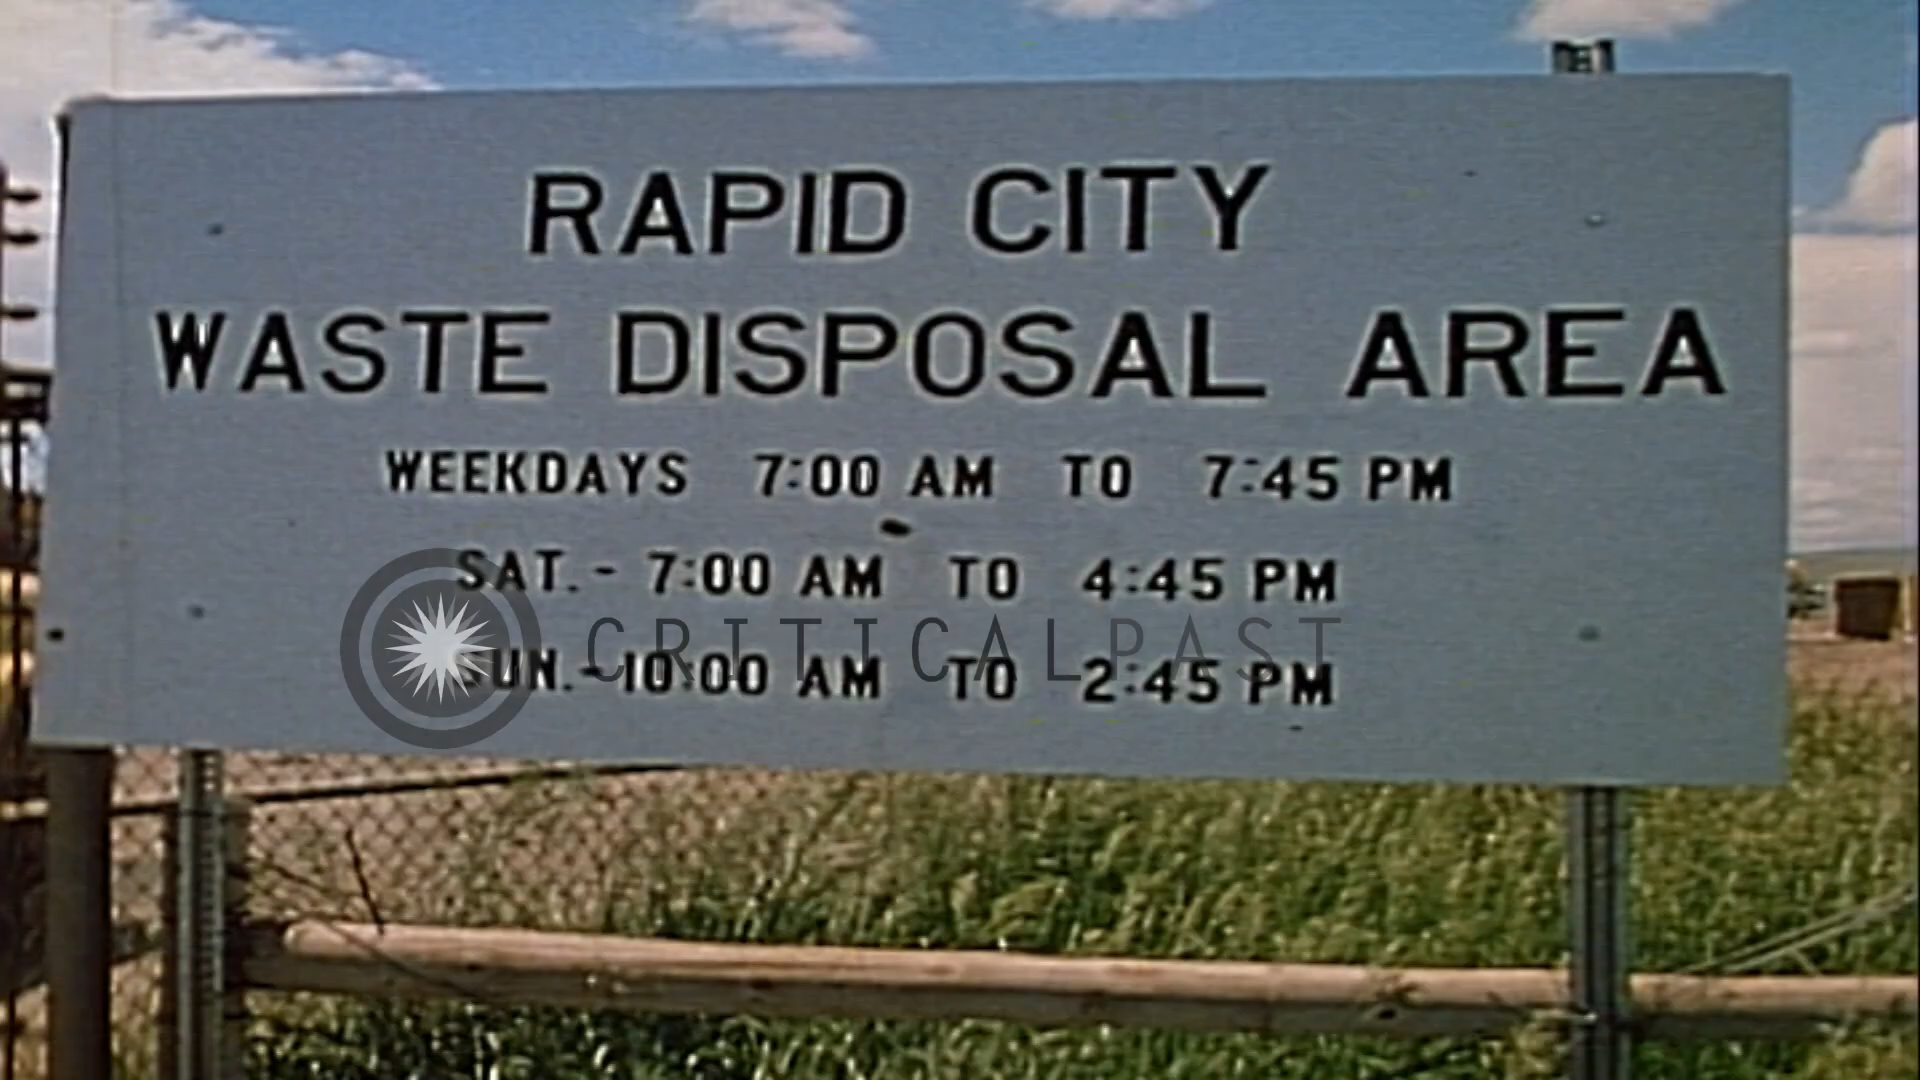 RAPID CITY
WASTE DISPOSAL AREA
WEEKDAYS 7:00 AM TO 7:45 PM
SAT.- 7:00 AM TO 4:45 PM
SUN.- 10:00 AM TO 2:45 PM
CRITICALPAST